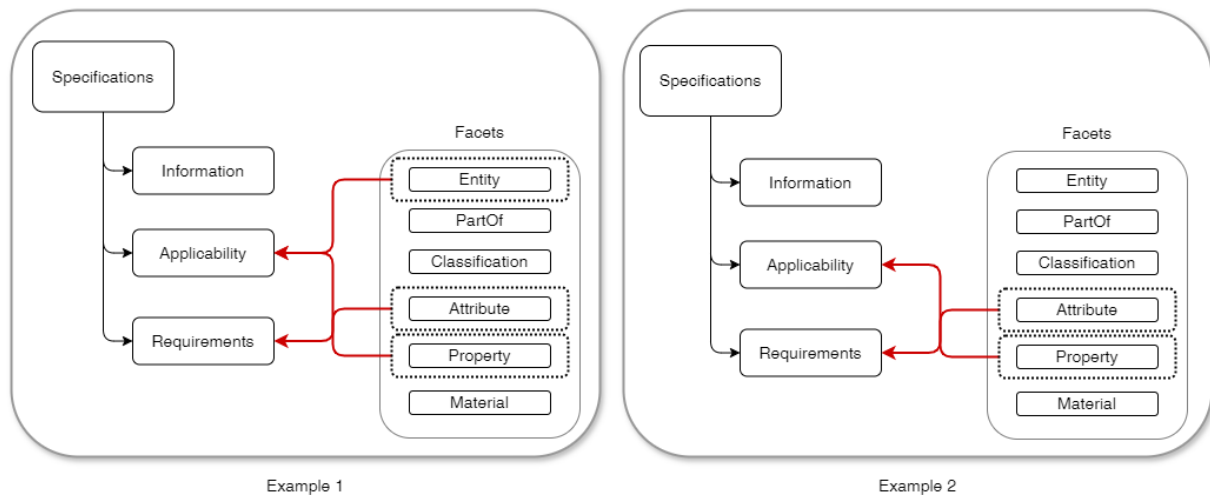 Specifications
Facets
Information
Entity
PartOf
Applicability
Classification
Attribute
Requirements
Property
Material
Example 1
Specifications
Facets
Information
Entity
PartOf
Applicability
Classification
Attribute
Requirements
Property
Material
Example 2